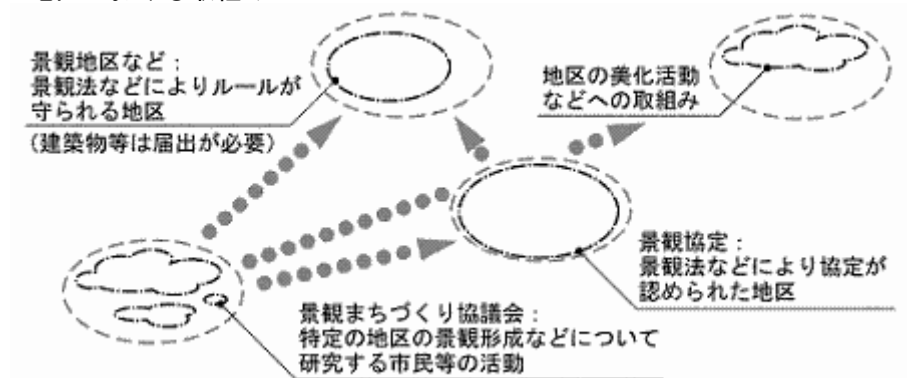 景観地区など：
景観法などによりルールが
守られる地区
(建築物等は届出が必要)
地区の美化活動
などへの取組み
景観協定：
景観法などにより協定が
認められた地区
景観まちづくり協議会：
特定の地区の景観形成などについて
研究する市民等の活動